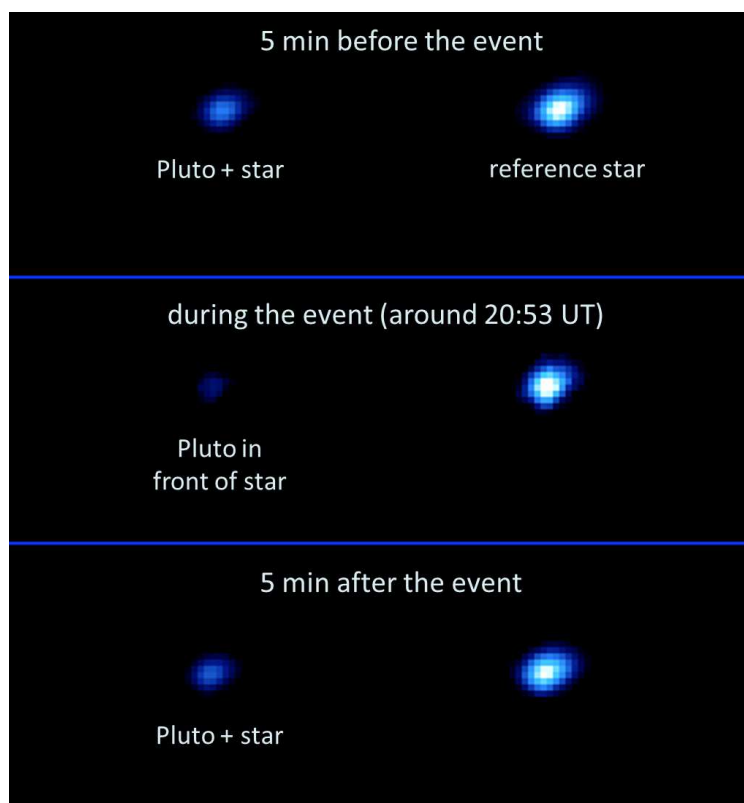 5 min before the event
Pluto + star
reference star
during the event (around 20:53 UT)
Pluto in
front of star
5 min after the event
Pluto + star